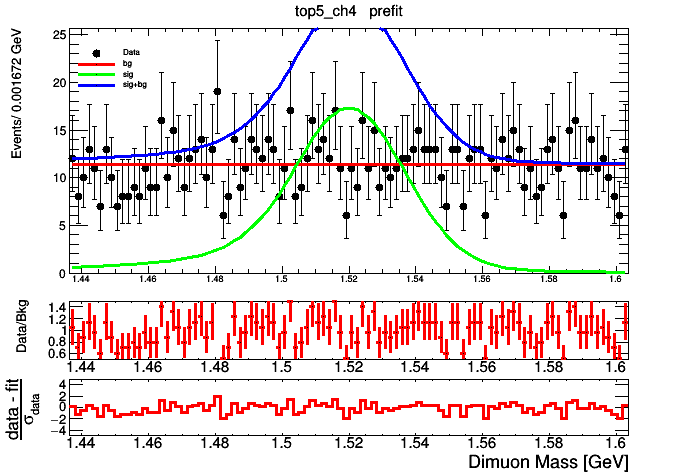 top5_ch4 prefit
Events/ 0.001672 GeV
25
20
15
10
5
0
Data
bg
sig
sig+bg
1.44 1.46 1.48 1.5 1.52 1.54 1.56 1.58 1.6
Data/Bkg
1.4
1.2
1
0.8
0.6
1.44 1.46 1.48 1.5 1.52 1.54 1.56 1.58 1.6
data - fit
σdata
4
2
0
−2
−4
1.44 1.46 1.48 1.5 1.52 1.54 1.56 1.58 1.6
Dimuon Mass [GeV]